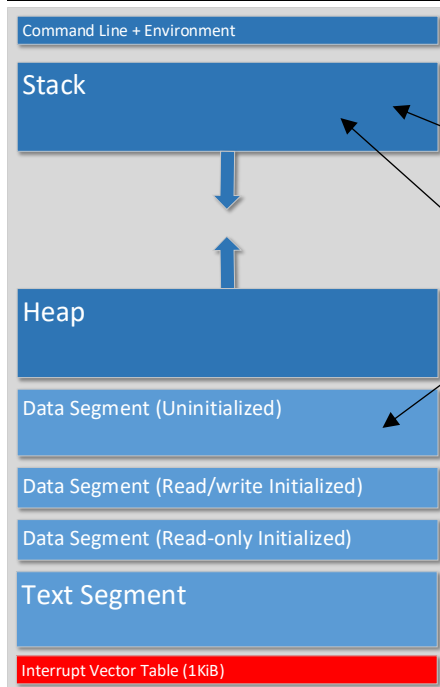 Command Line + Environment
Stack
Heap
Data Segment (Uninitialized)
Data Segment (Read/write Initialized)
Data Segment (Read-only Initialized)
Text Segment
Interrupt Vector Table (1KiB)